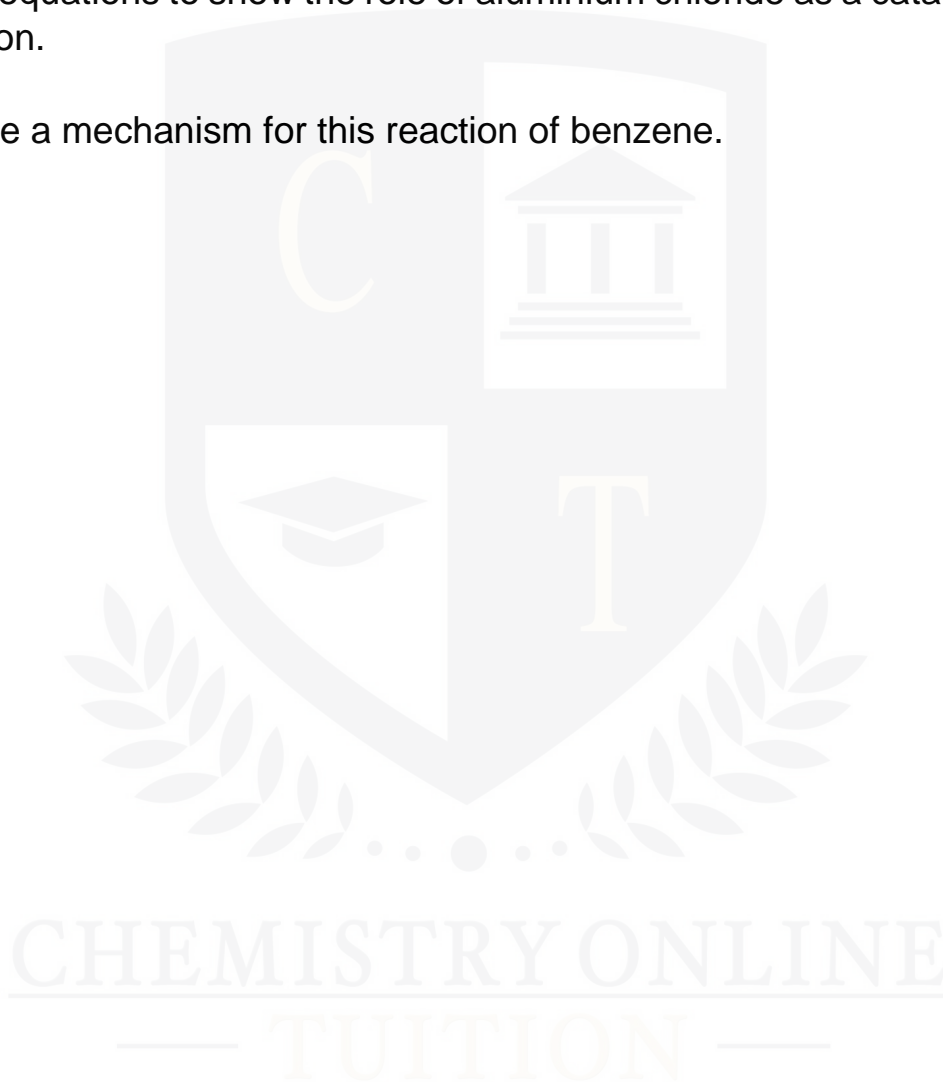 equations to show the role of aluminium chloride as a cata
on.
e a mechanism for this reaction of benzene.
C
T
CHEMISTRY ONLINE
TUITION